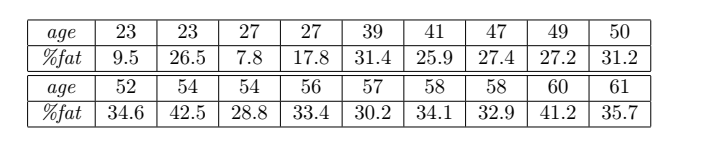 age 23 23 27 27 39 41 47 49 50
%fat 9.5 26.5 7.8 17.8 31.4 25.9 27.4 27.2 31.2
age 52 54 54 56 57 58 58 60 61
%fat 34.6 42.5 28.8 33.4 30.2 34.1 32.9 41.2 35.7